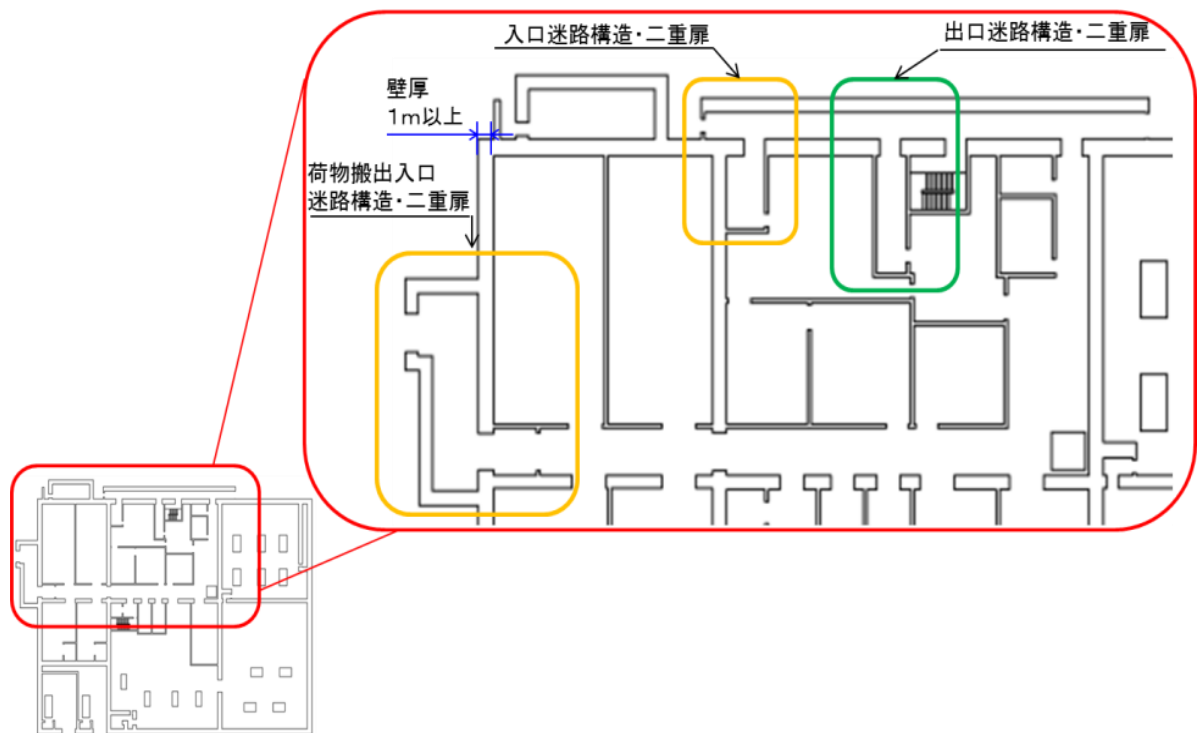 入口迷路構造・二重扉
出口迷路構造・二重扉
壁厚
1m以上
荷物搬出入口
迷路構造・二重扉